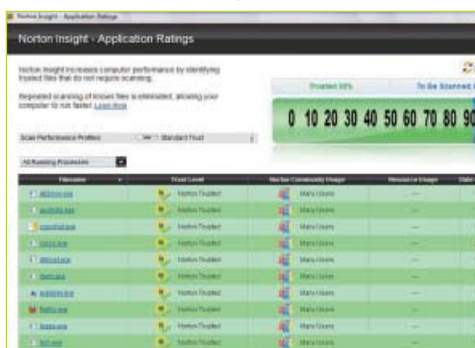 Norton Insight - Application Ratings
Norton Insight - Application Ratings
Norton Insight increases computer performance by identifying
trusted files that do not require scanning.
Repeated scanning of known files is eliminated, allowing your
computer to run faster. Learn More
Trusted
To Be Scanned
0 10 20 30 40 50 60 70 80 90
Scan Performance Profiles Standard Trust
All Running Processes
Filename Trust Level Norton Community Usage Resource Usage Date
Norton Trusted Many Users
Norton Trusted Many Users
Norton Trusted Many Users
Norton Trusted Many Users
Norton Trusted Many Users
Norton Trusted Many Users
explorer.exe Norton Trusted Many Users
firefox.exe Norton Trusted Many Users
Norton Trusted Many Users
Norton Trusted Many Users